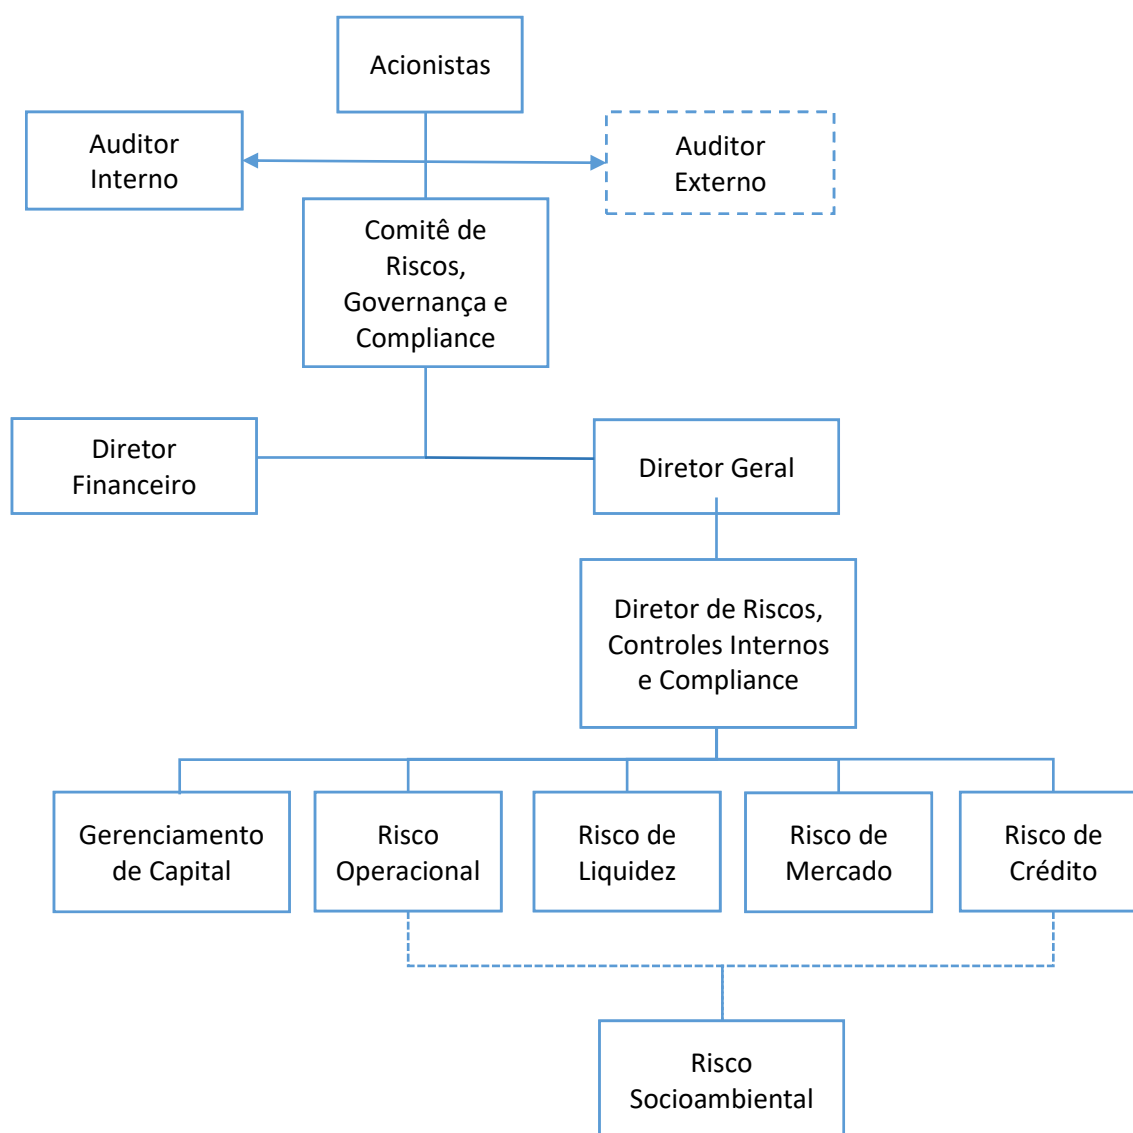 Acionistas
Auditor
Interno
Auditor
Externo
Comitê de
Riscos,
Governança e
Compliance
Diretor
Financeiro
Diretor Geral
Diretor de Riscos,
Controles Internos
e Compliance
Gerenciamento
de Capital
Risco
Operacional
Risco de
Liquidez
Risco de
Mercado
Risco de
Crédito
Risco
Socioambiental